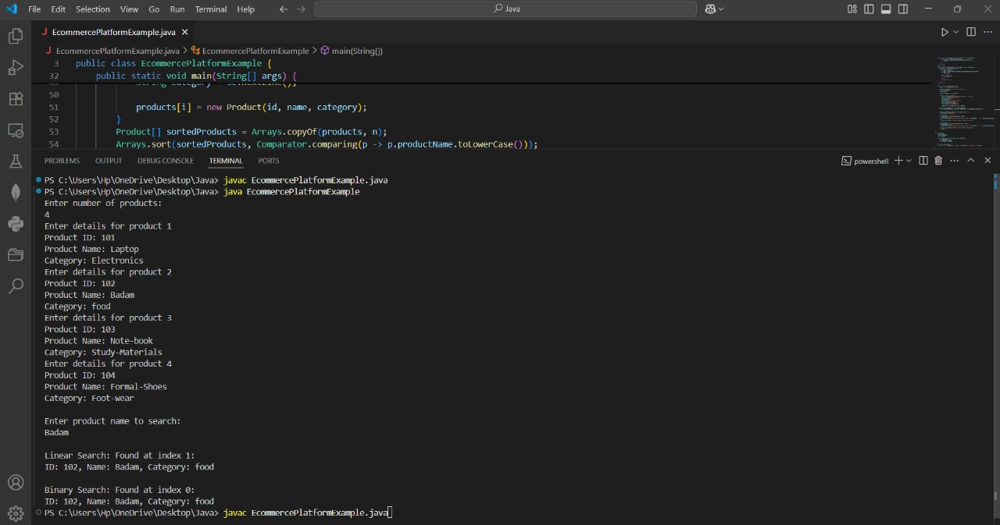 File Edit Selection View Go Run Terminal Help
Java
EcommercePlatformExample.java
EcommercePlatformExample.java > EcommercePlatformExample > main(String[])
3 public class EcommercePlatformExample {
32 public static void main(String[] args) {
50
51 products[i] = new Product(id, name, category);
52 }
53 Product[] sortedProducts = Arrays.copyOf(products, n);
54 Arrays.sort(sortedProducts, Comparator.comparing(p -> p.productName.toLowerCase()));
PROBLEMS OUTPUT DEBUG CONSOLE TERMINAL PORTS
powershell
PS C:\Users\Hp\OneDrive\Desktop\Java> javac EcommercePlatformExample.java
PS C:\Users\Hp\OneDrive\Desktop\Java> java EcommercePlatformExample
Enter number of products:
4
Enter details for product 1
Product ID: 101
Product Name: Laptop
Category: Electronics
Enter details for product 2
Product ID: 102
Product Name: Badam
Category: food
Enter details for product 3
Product ID: 103
Product Name: Note-book
Category: Study-Materials
Enter details for product 4
Product ID: 104
Product Name: Formal-Shoes
Category: Foot-wear
Enter product name to search:
Badam
Linear Search: Found at index 1:
ID: 102, Name: Badam, Category: food
Binary Search: Found at index 0:
ID: 102, Name: Badam, Category: food
PS C:\Users\Hp\OneDrive\Desktop\Java> javac EcommercePlatformExample.java